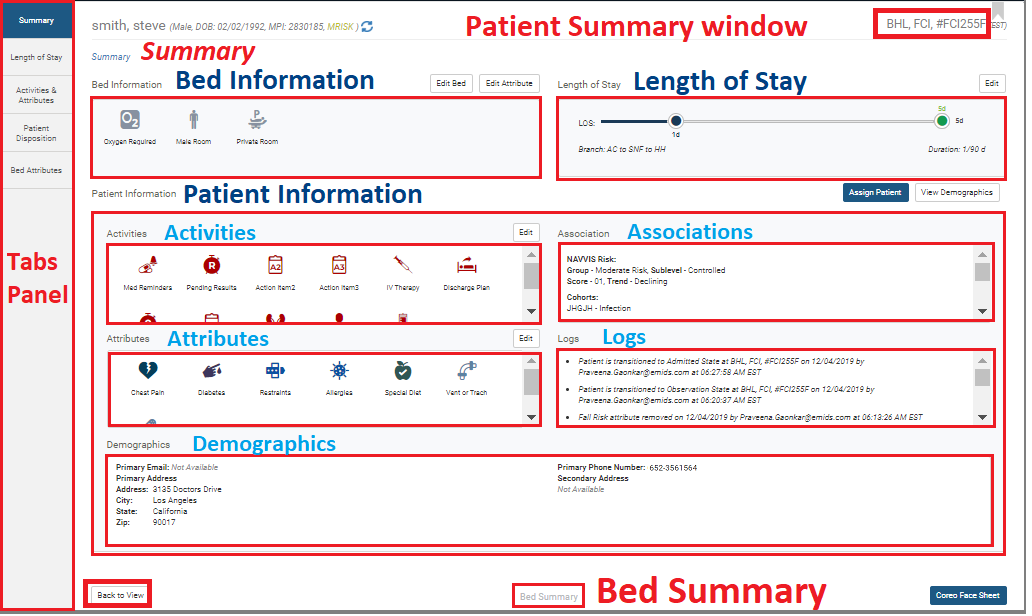 Summary
smith, steve (Male, DOB: 02/02/1992, MPI: 2830185, MRISK )
Patient Summary window
BHL, FCI, #FCI255F EST)
Length of Stay
Activities &
Attributes
Patient
Disposition
Bed Attributes
Tabs
Panel
Summary
Summary
Bed Information
Bed Information
Edit Bed
Edit Attribute
O2
Oxygen Required
Male Room
P
Private Room
Length of Stay
Length of Stay
Edit
LOS:
1d
5d
5d
Branch: AC to SNF to HH
Duration: 1/90 d
Patient Information
Patient Information
Assign Patient
View Demographics
Activities
Activities
Edit
R
A2
A3
Med Reminders
Pending Results
Action Item2
Action Item3
IV Therapy
Discharge Plan
Association
Associations
NAVVIS Risk:
Group - Moderate Risk, Sublevel - Controlled
Score - 01, Trend - Declining
Cohorts:
JHGJH - Infection
Attributes
Attributes
Edit
Chest Pain
Diabetes
Restraints
Allergies
Special Diet
Vent or Trach
Logs
Logs
• Patient is transitioned to Admitted State at BHL, FCI, #FCI255F on 12/04/2019 by
Praveena.Gaonkar@emids.com at 06:27:58 AM EST
• Patient is transitioned to Observation State at BHL, FCI, #FCI255F on 12/04/2019 by
Praveena.Gaonkar@emids.com at 06:20:37 AM EST
• Fall Risk attribute removed on 12/04/2019 by Praveena.Gaonkar@emids.com at 06:13:26 AM EST
Demographics
Demographics
Primary Email: Not Available
Primary Address
Address: 3135 Doctors Drive
City: Los Angeles
State: California
Zip: 90017
Primary Phone Number: 652-3561564
Secondary Address
Not Available
Back to View
Bed Summary
Bed Summary
Coreo Face Sheet